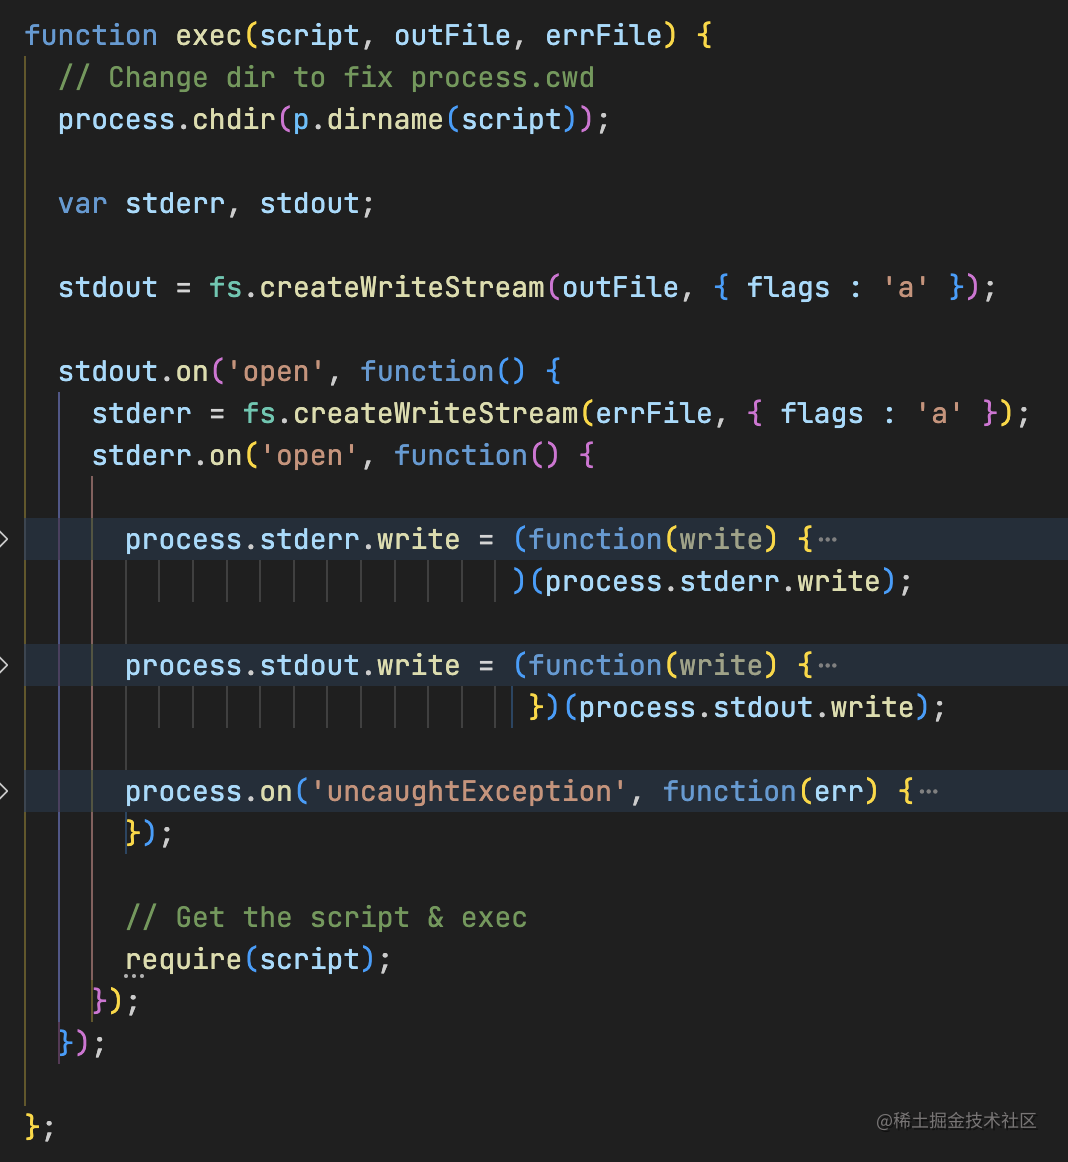 function exec(script, outFile, errFile) {
// Change dir to fix process.cwd
process.chdir(p.dirname(script));
var stderr, stdout;
stdout = fs.createWriteStream(outFile, { flags : 'a' });
stdout.on('open', function() {
stderr = fs.createWriteStream(errFile, { flags : 'a' });
stderr.on('open', function() {
process.stderr.write = (function(write) {…
)(process.stderr.write);
process.stdout.write = (function(write) {…
})(process.stdout.write);
process.on('uncaughtException', function(err) {…
});
// Get the script & exec
require(script);
});
});
};
@稀土掘金技术社区